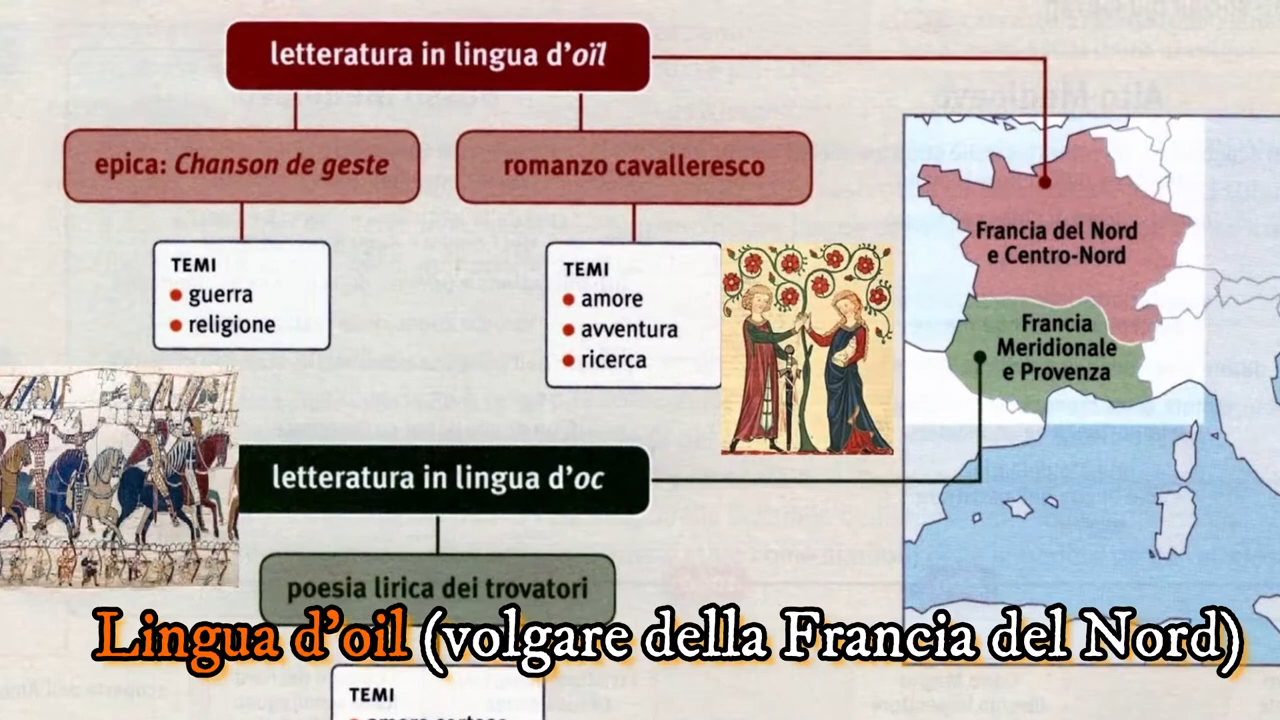 letteratura in lingua d'oïl
epica: Chanson de geste
romanzo cavalleresco
TEMI
• guerra
• religione
TEMI
• amore
• avventura
• ricerca
Francia del Nord
e Centro-Nord
Francia
Meridionale
e Provenza
letteratura in lingua d'oc
poesia lirica dei trovatori
Lingua d'oil (volgare della Francia del Nord)
TEMI